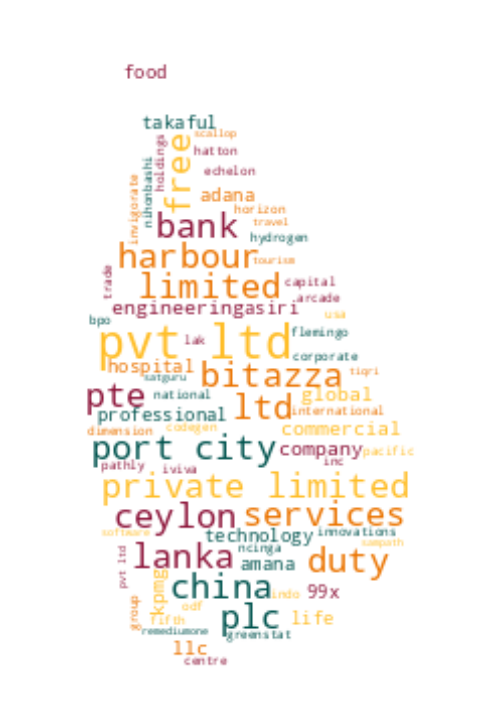 food
takaful
scallop
holdings
free
hatton
nihonbashi
echelon
invigorate
adana
horizon
bank
travel
hydrogen
harbour
tourism
trade
limited
capital
arcade
engineering
asiri
usa
bpo
pvt ltd
flemingo
lak
corporate
hospital
bitazza
tiqri
satguru
pte
national
ltd
global
professional
international
dimension
codegen
commercial
port city
company
pacific
pathly
iviva
inc
private limited
ceylon
services
software
technology
innovations
sampath
lanka
ncinga
amana
duty
pvt ltd
kpmg
china
indo
99x
group
odf
plc
life
fifth
remediumone
greenstat
llc
centre